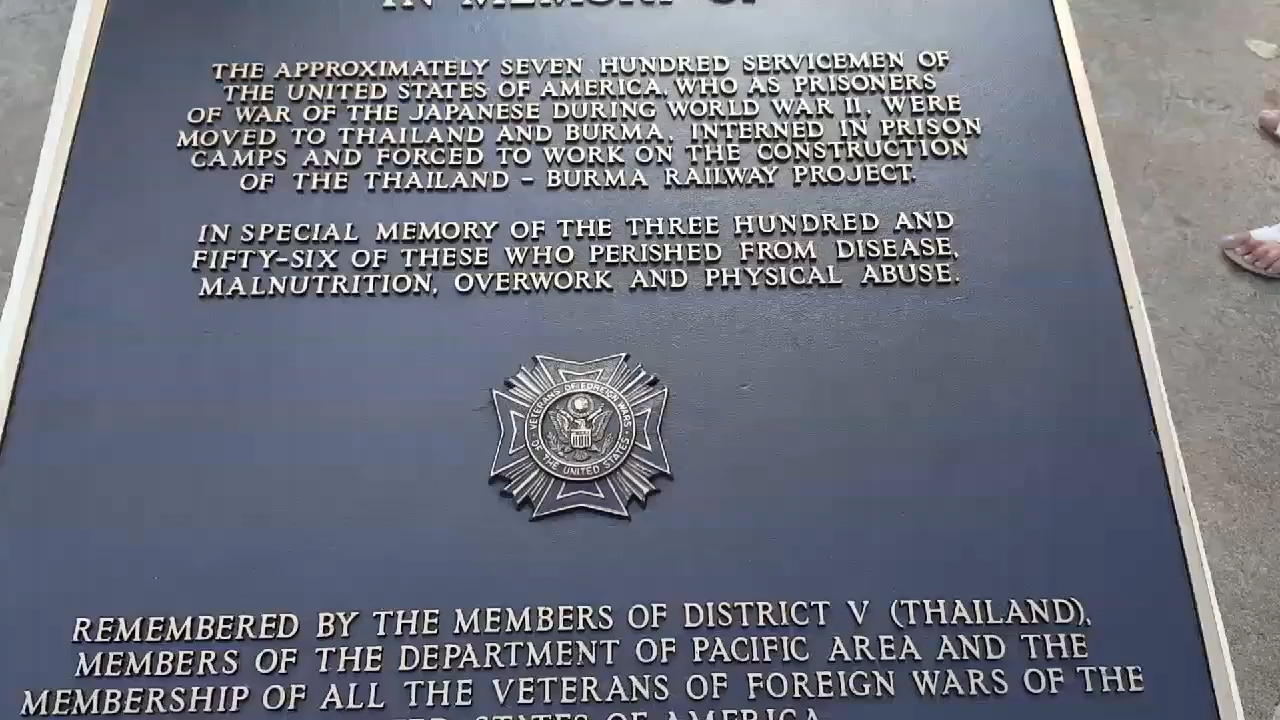 IN MEMORY OF
THE APPROXIMATELY SEVEN HUNDRED SERVICEMEN OF
THE UNITED STATES OF AMERICA, WHO AS PRISONERS
OF WAR OF THE JAPANESE DURING WORLD WAR II, WERE
MOVED TO THAILAND AND BURMA, INTERNED IN PRISON
CAMPS AND FORCED TO WORK ON THE CONSTRUCTION
OF THE THAILAND – BURMA RAILWAY PROJECT.
IN SPECIAL MEMORY OF THE THREE HUNDRED AND
FIFTY-SIX OF THESE WHO PERISHED FROM DISEASE,
MALNUTRITION, OVERWORK AND PHYSICAL ABUSE.
VETERANS OF FOREIGN WARS
OF THE UNITED STATES
REMEMBERED BY THE MEMBERS OF DISTRICT V (THAILAND),
MEMBERS OF THE DEPARTMENT OF PACIFIC AREA AND THE
MEMBERSHIP OF ALL THE VETERANS OF FOREIGN WARS OF THE
STATES OF AMERICA